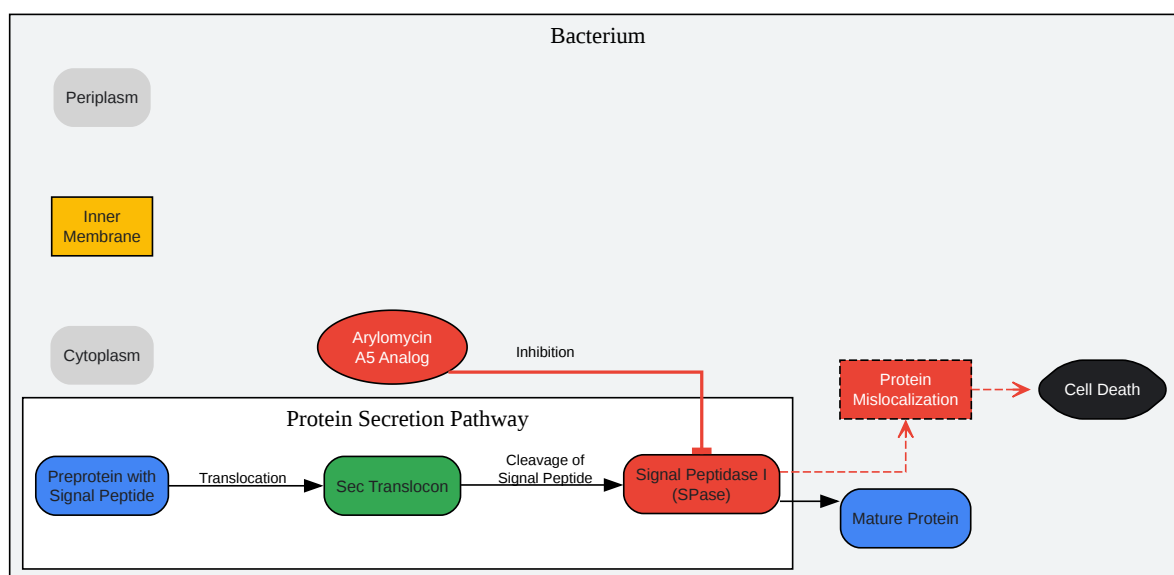 Bacterium
Periplasm
Inner
Membrane
Cytoplasm
Arylomycin
A5 Analog
Inhibition
Protein
Mislocalization
Cell Death
Protein Secretion Pathway
Preprotein with
Signal Peptide
Translocation
Sec Translocon
Cleavage of
Signal Peptide
Signal Peptidase I
(SPase)
Mature Protein